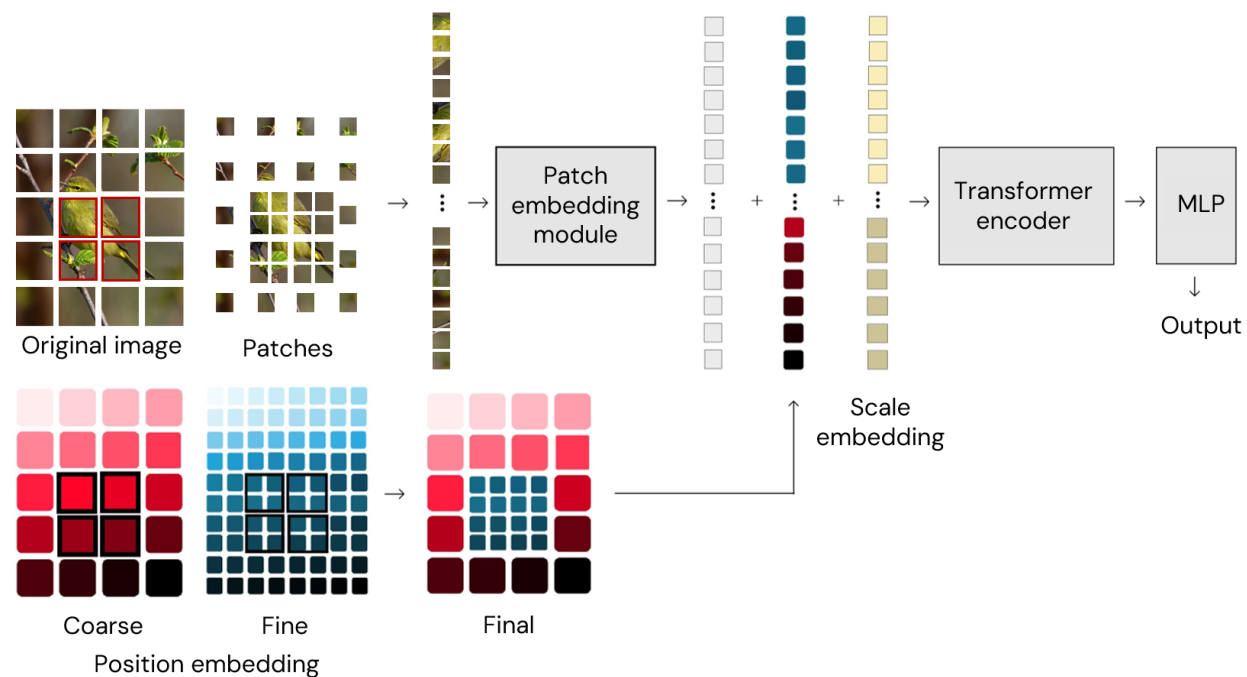 Original image
Patches
Patch
embedding
module
Transformer
encoder
MLP
Output
Scale
embedding
Coarse
Fine
Final
Position embedding